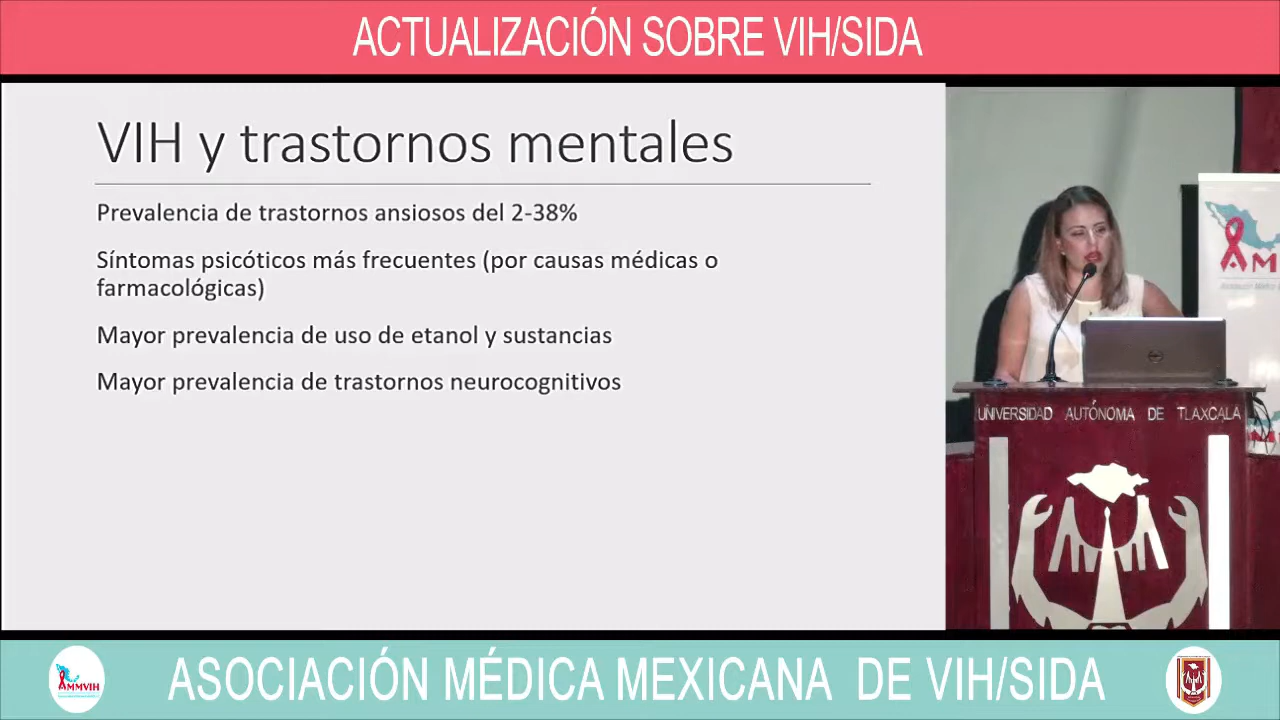 ACTUALIZACIÓN SOBRE VIH/SIDA
VIH y trastornos mentales
Prevalencia de trastornos ansiosos del 2-38%
Síntomas psicóticos más frecuentes (por causas médicas o
farmacológicas)
Mayor prevalencia de uso de etanol y sustancias
Mayor prevalencia de trastornos neurocognitivos
UNIVERSIDAD AUTÓNOMA DE TLAXCALA
AMMVIH
ASOCIACIÓN MÉDICA MEXICANA DE VIH/SIDA